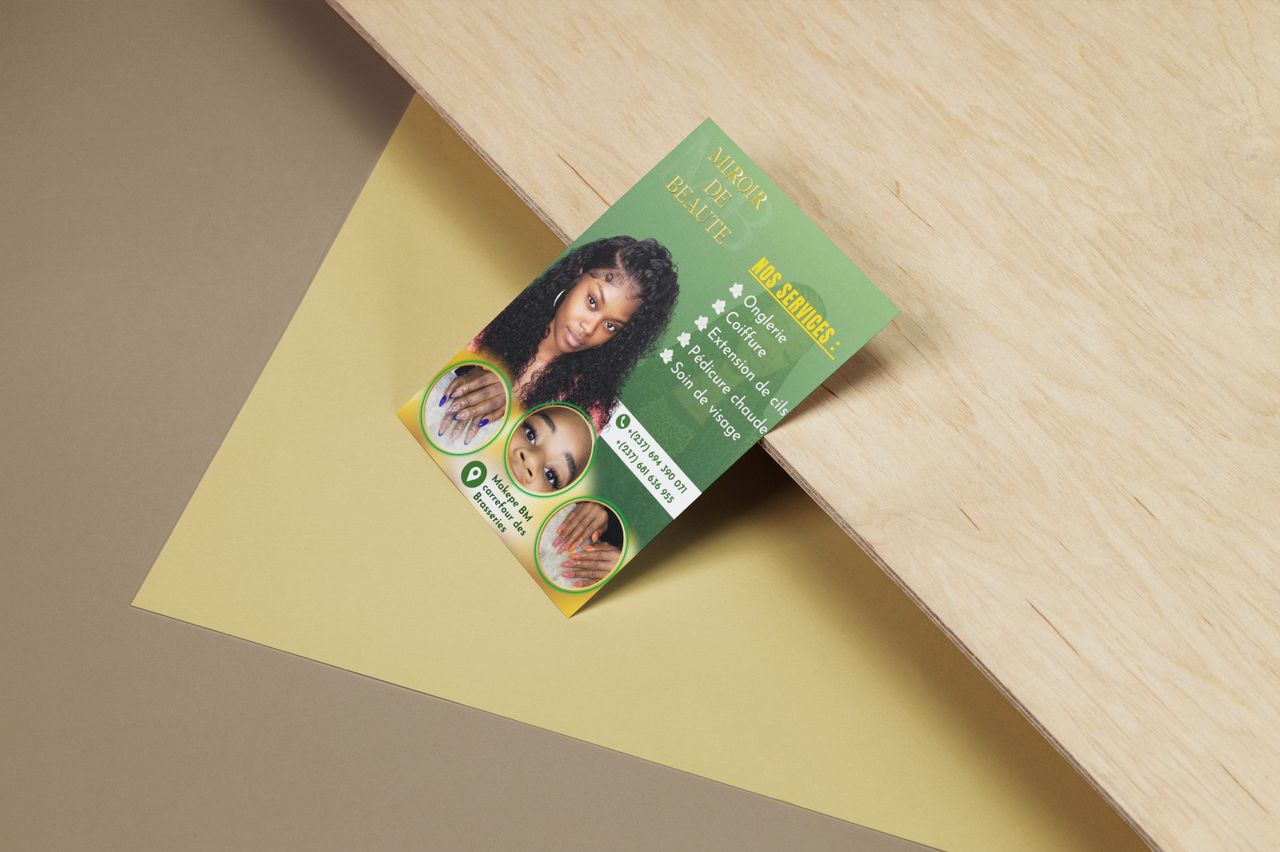 MIROIR
DE
BEAUTE
NOS SERVICES :
Onglerie
Coiffure
Extension de cils
Pédicure chaude
Soin de visage
+(237) 694 390 071
+(237) 681 636 955
Makepe BM
carrefour des
Brasseries